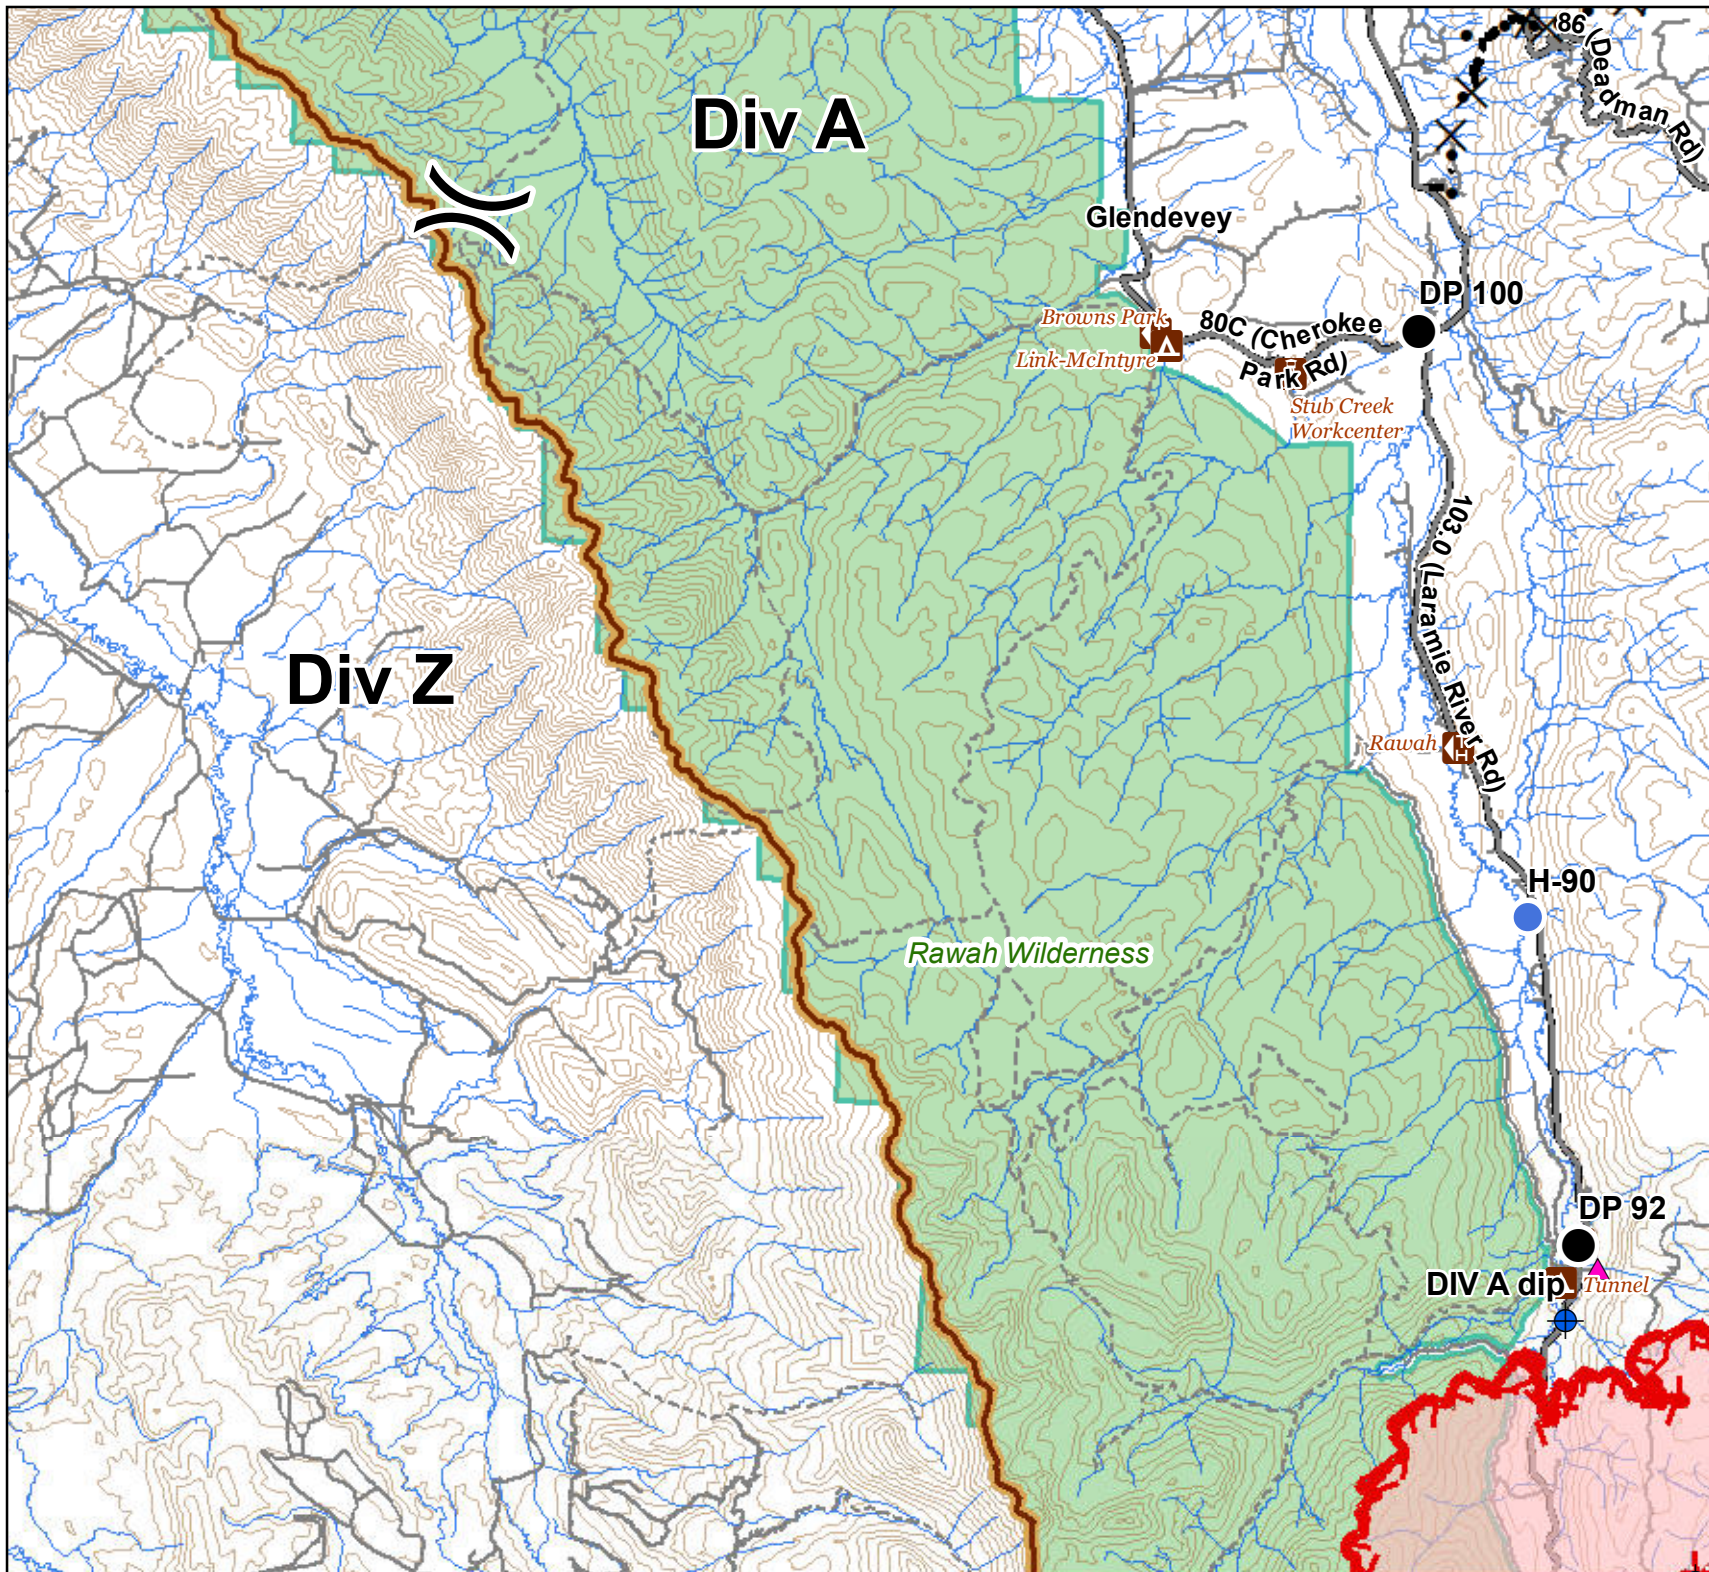 86 (Deadman Rd)
Div A
Glendevey
DP 100
Browns Park
80C (Cherokee
Park Rd)
Link-McIntyre
Stub Creek
Workcenter
103.0 (Laramie River Rd)
Div Z
Rawah
H-90
Rawah Wilderness
DP 92
DIV A dip
Tunnel